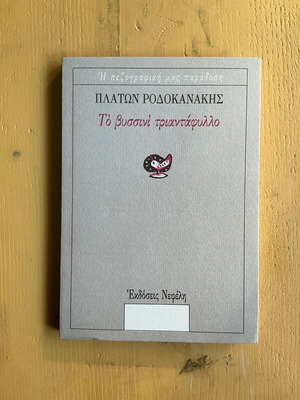 Ἡ πεζογραφική μας παράδοση
ΠΛΑΤΩΝ ΡΟΔΟΚΑΝΑΚΗΣ
Τὸ βυσσινὶ τριαντάφυλλο
Ἐκδόσεις Νεφέλη